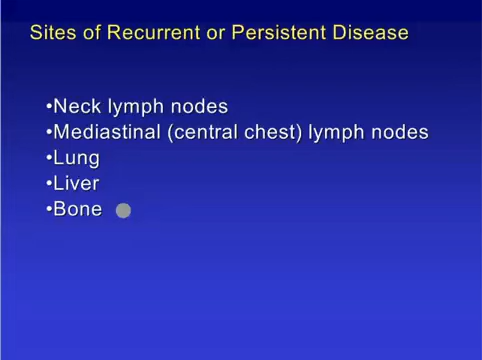 Sites of Recurrent or Persistent Disease
•Neck lymph nodes
•Mediastinal (central chest) lymph nodes
•Lung
•Liver
•Bone